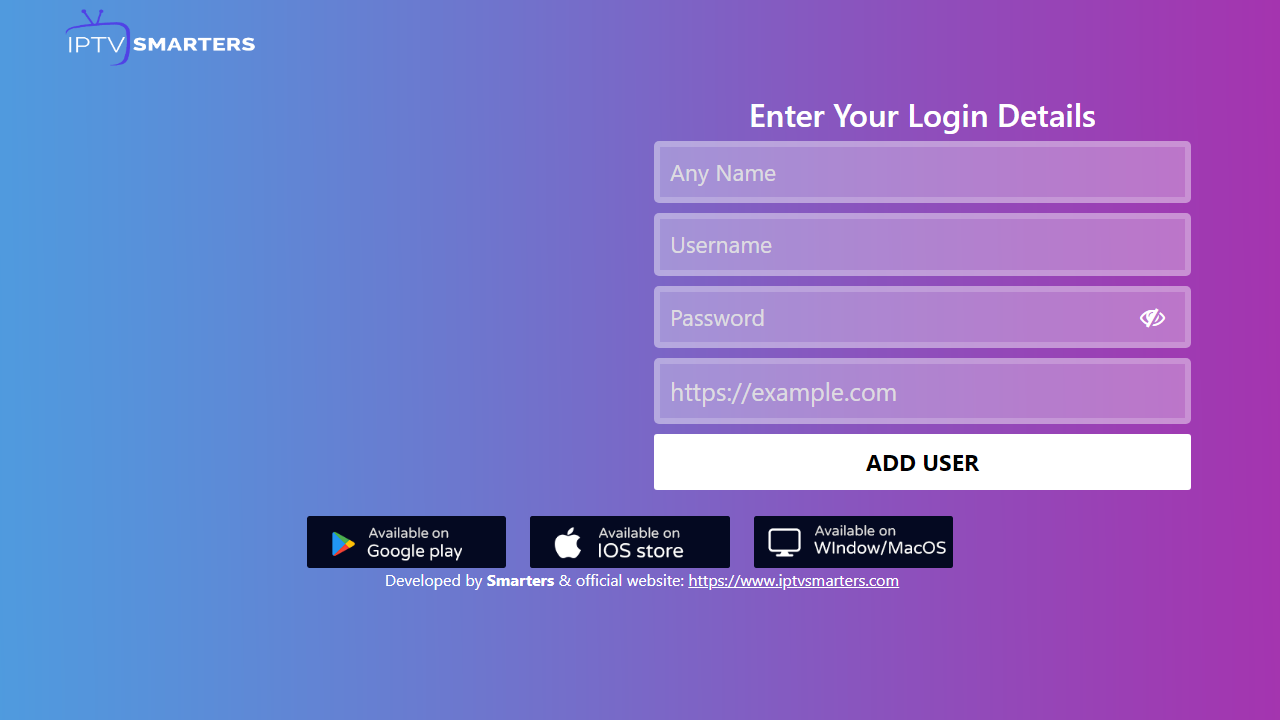 IPTV SMARTERS
Enter Your Login Details
Any Name
Username
Password
https://example.com
ADD USER
Available on
Google play
Available on
IOS store
Available on
WIndow/MacOS
Developed by Smarters & official website: https://www.iptvsmarters.com